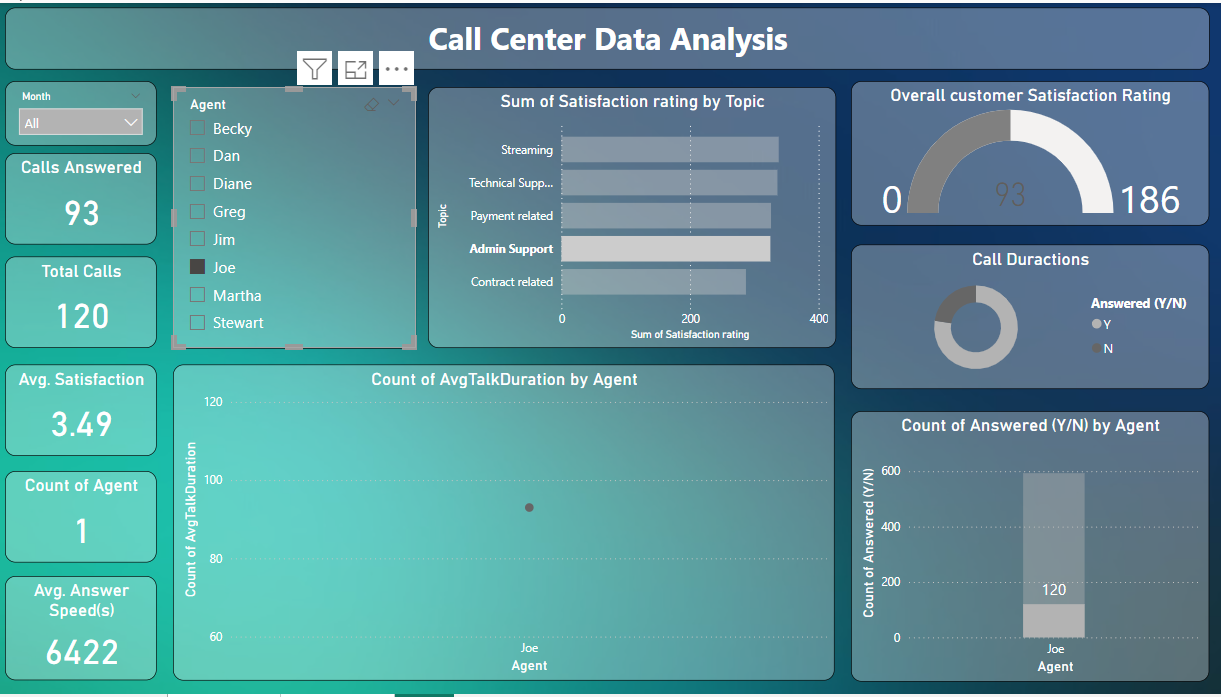 Call Center Data Analysis
Month
All
Calls Answered
93
Total Calls
120
Avg. Satisfaction
3.49
Count of Agent
1
Avg. Answer
Speed(s)
6422
Agent
Becky
Dan
Diane
Greg
Jim
Joe
Martha
Stewart
Sum of Satisfaction rating by Topic
Topic
Streaming
Technical Supp...
Payment related
Admin Support
Contract related
0 200 400
Sum of Satisfaction rating
Overall customer Satisfaction Rating
0 93 186
Call Duractions
Answered (Y/N)
Y
N
Count of AvgTalkDuration by Agent
Count of AvgTalkDuration
120
100
80
60
Joe
Agent
Count of Answered (Y/N) by Agent
Count of Answered (Y/N)
600
400
200
0
120
Joe
Agent